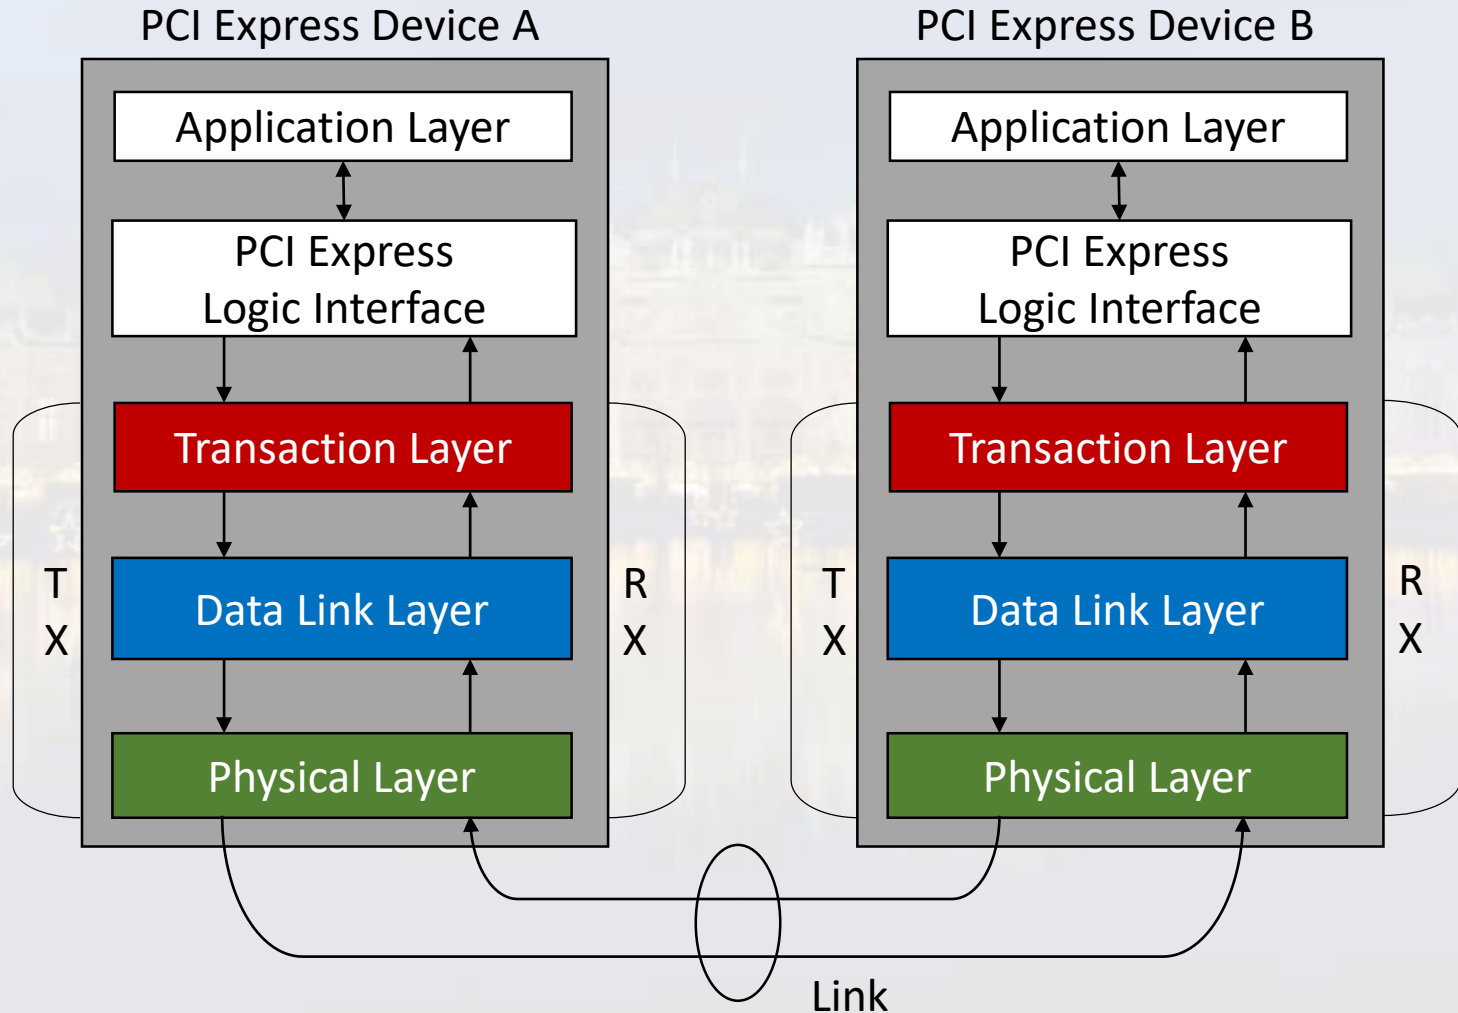 PCI Express Device A
Application Layer
PCI Express
Logic Interface
Transaction Layer
Data Link Layer
Physical Layer
T
X
R
X
PCI Express Device B
Application Layer
PCI Express
Logic Interface
Transaction Layer
Data Link Layer
Physical Layer
T
X
R
X
Link